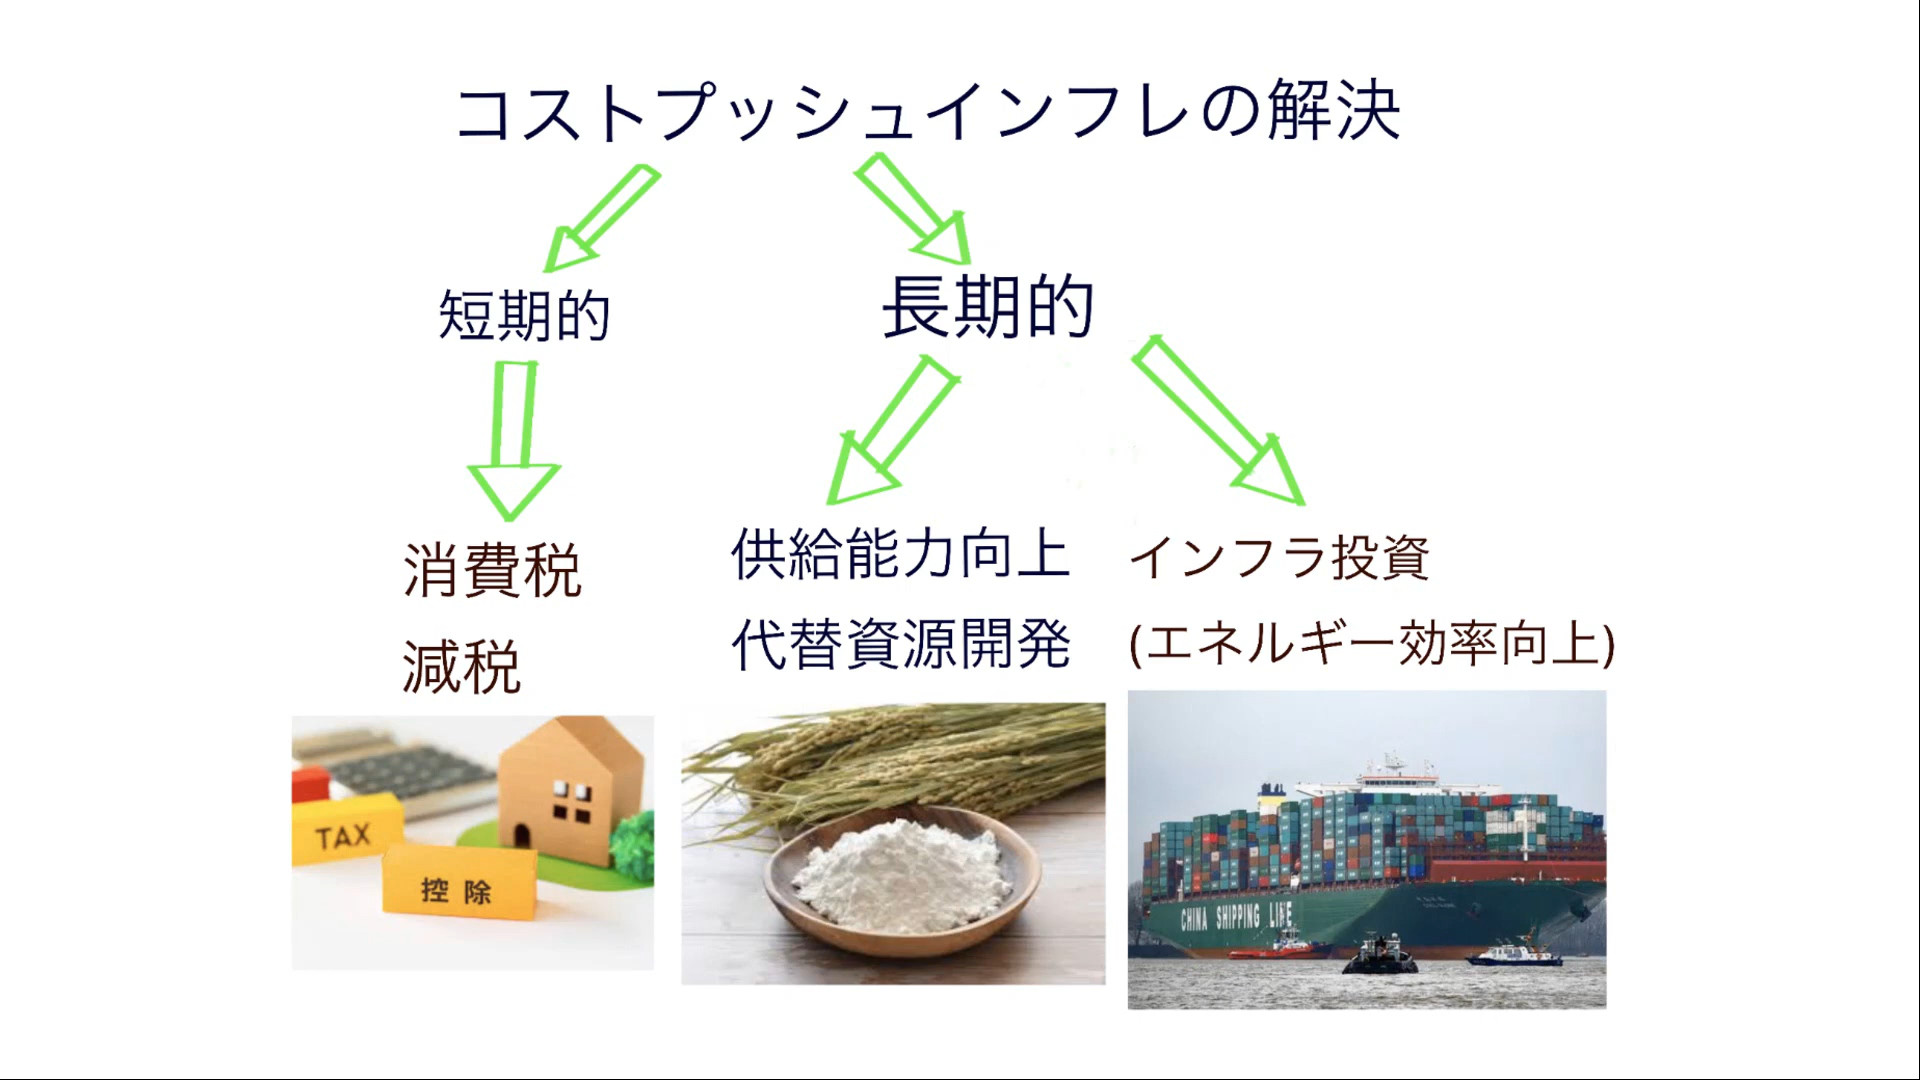 コストプッシュインフレの解決
短期的
長期的
消費税
減税
供給能力向上
代替資源開発
インフラ投資
(エネルギー効率向上)
TAX
控除
CHINA SHIPPING LINE